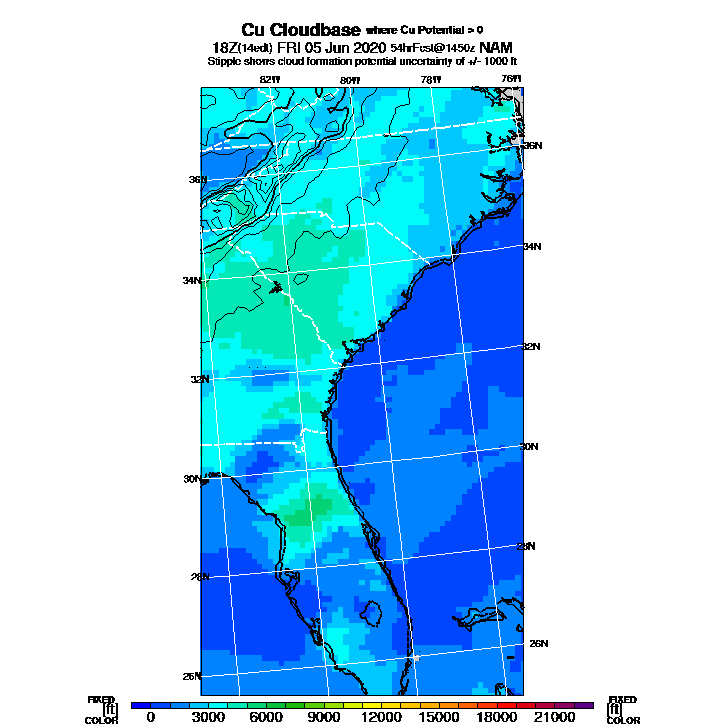 Cu Cloudbase where Cu Potential > 0
18Z(14edt) FRI 05 Jun 2020 54hrFcst@1450z NAM
Stipple shows cloud formation potential uncertainty of +/- 1000 ft
82W 80W 78W 76W
36N 36N
34N 34N
32N 32N
30N 30N
28N 28N
26N 26N
FIXED [ft] COLOR 0 3000 6000 9000 12000 15000 18000 21000 FIXED [ft] COLOR